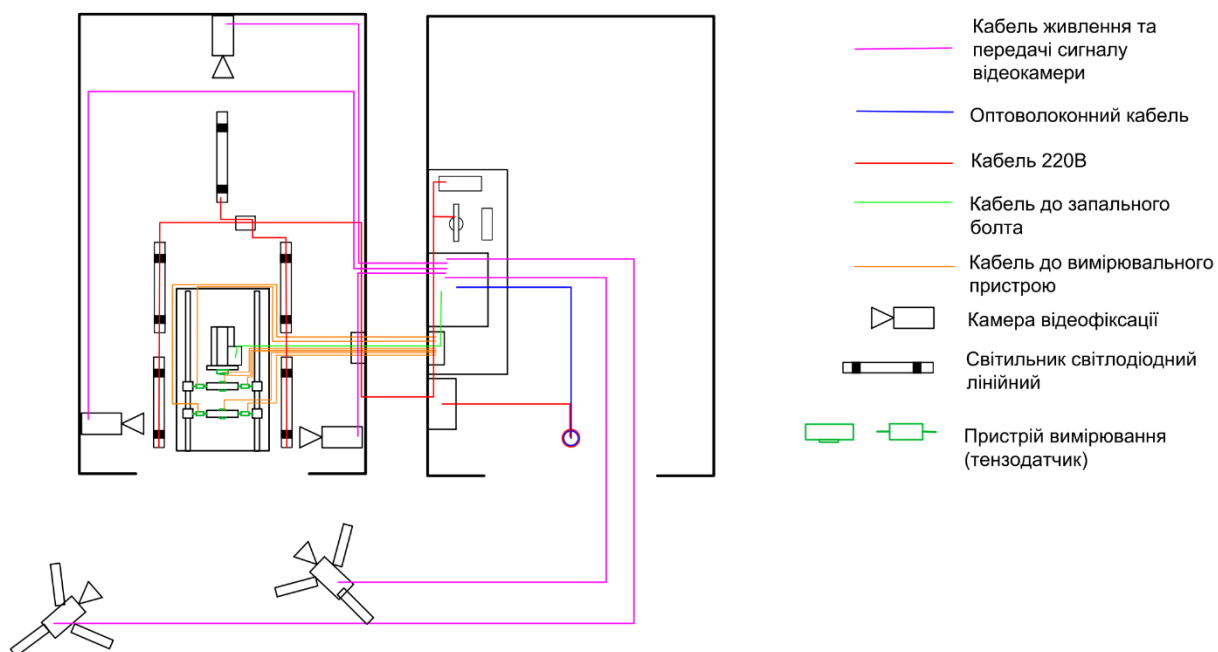 Кабель живлення та
передачі сигналу
відеокамери
Оптоволоконний кабель
Кабель 220В
Кабель до запального
болта
Кабель до вимірювального
пристрою
Камера відеофіксації
Світильник світлодіодний
лінійний
Пристрій вимірювання
(тензодатчик)